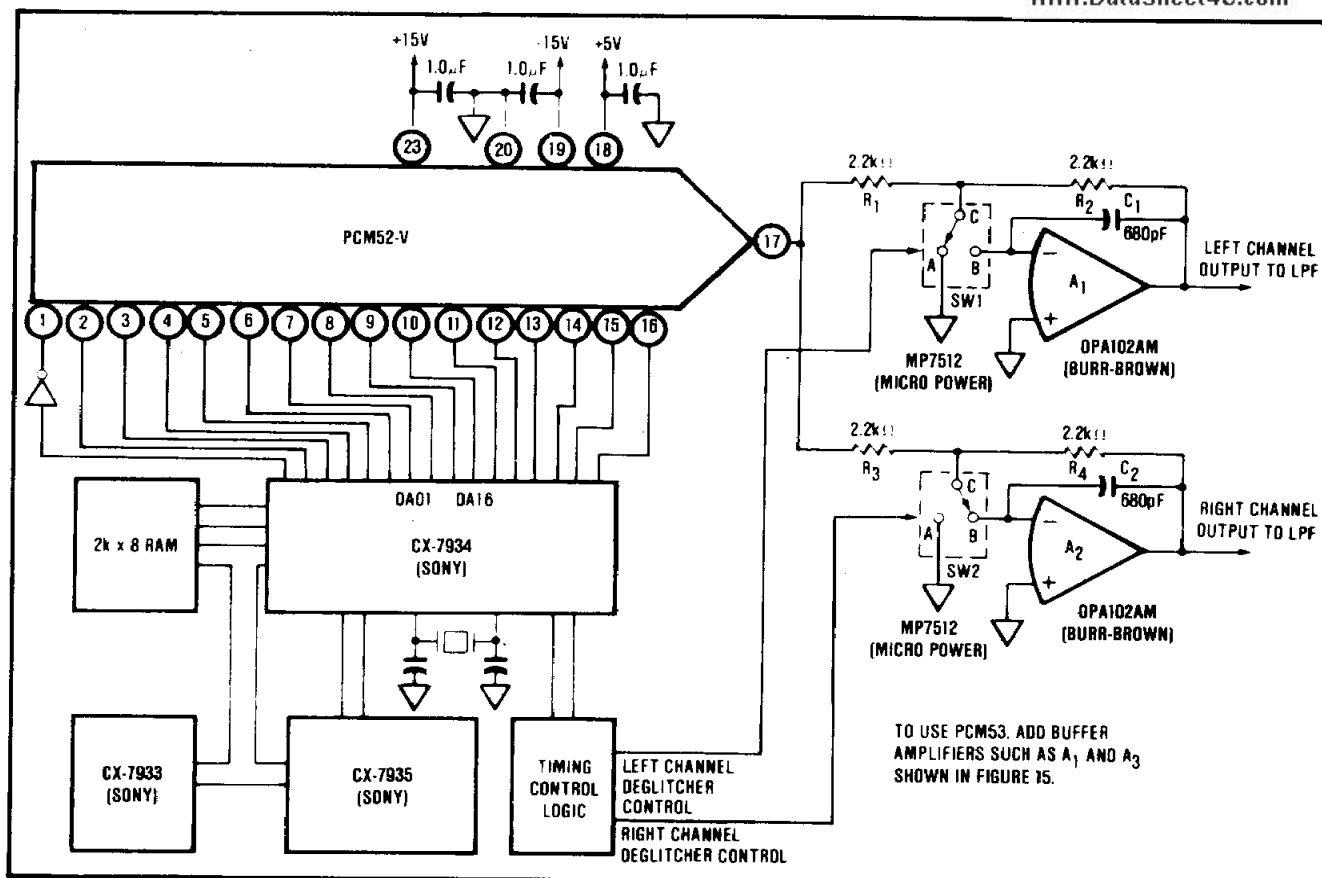 +15V
-15V
+5V
1.0μF
1.0μF
1.0μF
23
20
19
18
PCM52-V
17
1
2
3
4
5
6
7
8
9
10
11
12
13
14
15
16
2.2kΩ
R1
2.2kΩ
R2
C1
680pF
C
A
B
SW1
A1
−
+
LEFT CHANNEL
OUTPUT TO LPF
MP7512
(MICRO POWER)
OPA102AM
(BURR-BROWN)
2.2kΩ
R3
2.2kΩ
R4
C2
680pF
C
A
B
SW2
A2
−
+
RIGHT CHANNEL
OUTPUT TO LPF
MP7512
(MICRO POWER)
OPA102AM
(BURR-BROWN)
2k x 8 RAM
DA01 DA16
CX-7934
(SONY)
CX-7933
(SONY)
CX-7935
(SONY)
TIMING
CONTROL
LOGIC
LEFT CHANNEL
DEGLITCHER
CONTROL
RIGHT CHANNEL
DEGLITCHER CONTROL
TO USE PCM53, ADD BUFFER
AMPLIFIERS SUCH AS A1 AND A3
SHOWN IN FIGURE 15.